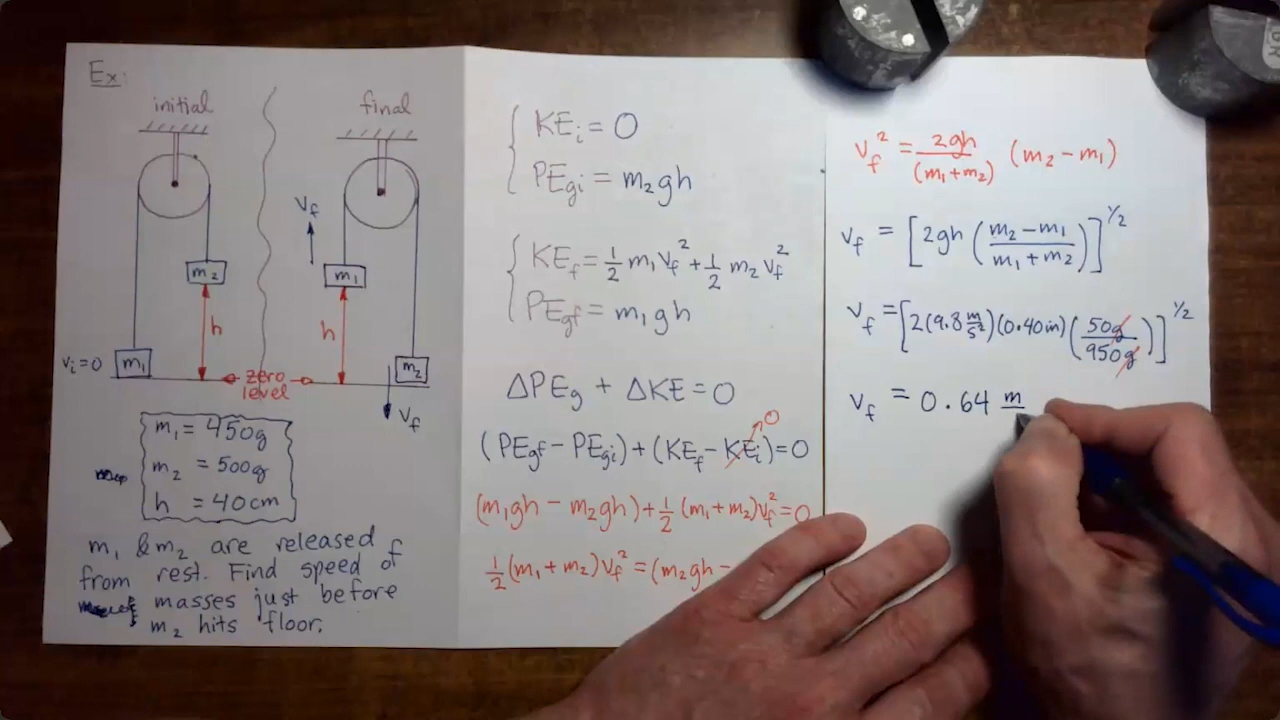 Ex:
initial
final
v_f
m₂
m₁
h
h
v_i = 0
m₁
m₂
zero
level
v_f
m₁ = 450g
m₂ = 500g
h = 40cm
m₁ & m₂ are released
from rest. Find speed of
masses just before
m₂ hits floor.
KE_i = 0
PE_gi = m₂gh
KE_f = 1/2 m₁v_f² + 1/2 m₂v_f²
PE_gf = m₁gh
ΔPE_g + ΔKE = 0
0
(PE_gf − PE_gi) + (KE_f − KE_i) = 0
(m₁gh − m₂gh) + 1/2 (m₁ + m₂)v_f² = 0
1/2 (m₁ + m₂)v_f² = (m₂gh −
v_f² = 2gh/(m₁ + m₂) (m₂ − m₁)
v_f = [2gh ((m₂ − m₁)/(m₁ + m₂))]^1/2
v_f = [2(9.8 m/s²)(0.40m)(50g/950g)]^1/2
v_f = 0.64 m